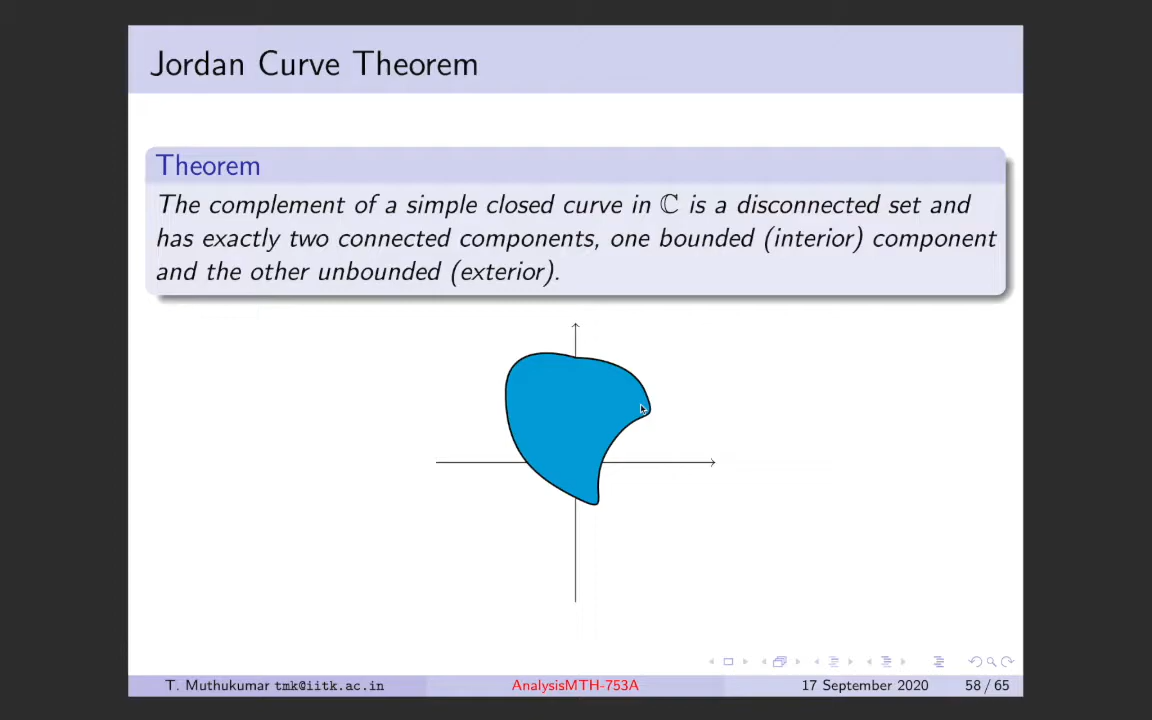 Jordan Curve Theorem
Theorem
The complement of a simple closed curve in ℂ is a disconnected set and
has exactly two connected components, one bounded (interior) component
and the other unbounded (exterior).
T. Muthukumar tmk@iitk.ac.in AnalysisMTH-753A 17 September 2020 58 / 65